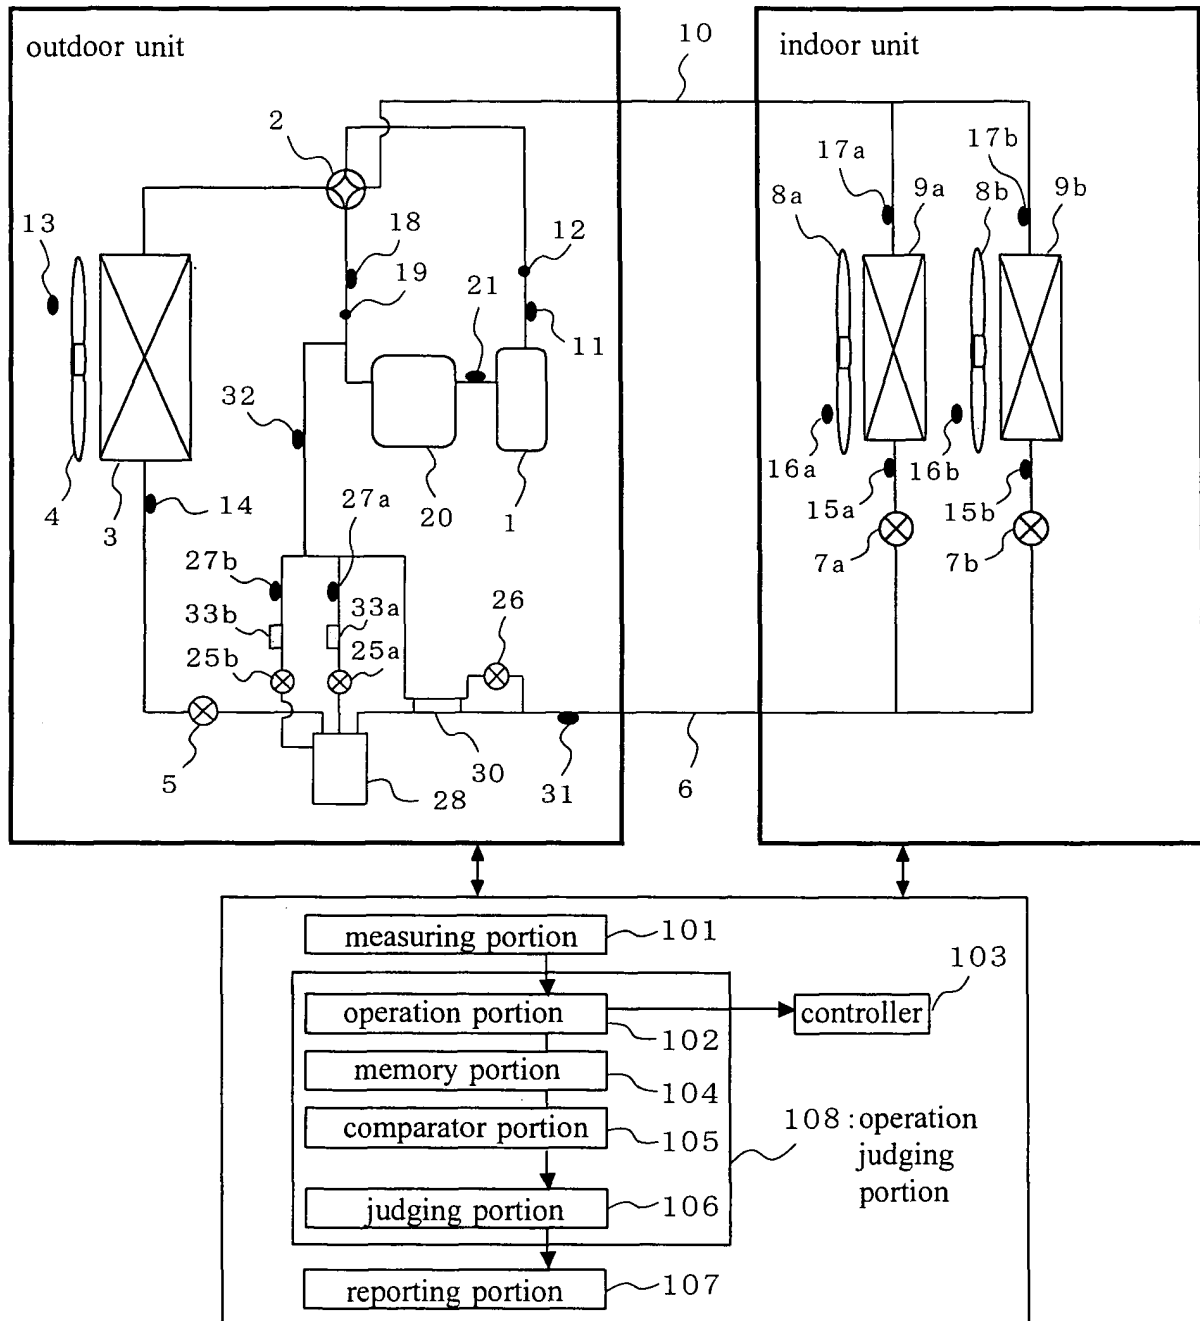 outdoor unit
indoor unit
10
2
17a
17b
8a
9a
8b
9b
13
18
12
19
21
11
32
16a
16b
4
3
14
20
1
15a
15b
27a
7a
7b
27b
33b
33a
26
25b
25a
5
28
30
31
6
measuring portion
101
103
operation portion
102
controller
memory portion
104
comparator portion
105
108:operation
judging
portion
judging portion
106
reporting portion
107